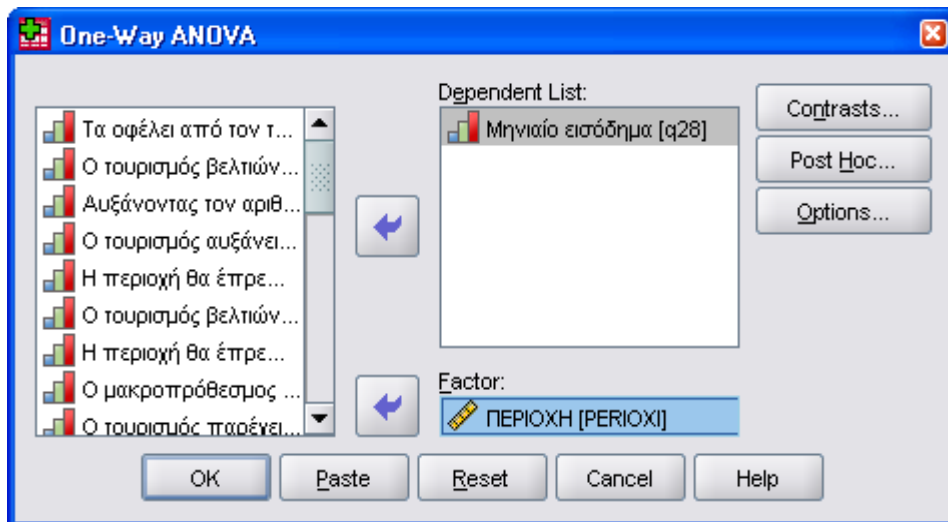 One-Way ANOVA
Τα οφέλει από τον τ...
Ο τουρισμός βελτιών...
Αυξάνοντας τον αριθ...
Ο τουρισμός αυξάνει...
Η περιοχή θα έπρε...
Ο τουρισμός βελτιών...
Η περιοχή θα έπρε...
Ο μακροπρόθεσμος ...
Ο τουρισμός παρέχει...
Dependent List:
Μηνιαίο εισόδημα [q28]
Factor:
ΠΕΡΙΟΧΗ [PERIOXI]
Contrasts...
Post Hoc...
Options...
OK
Paste
Reset
Cancel
Help